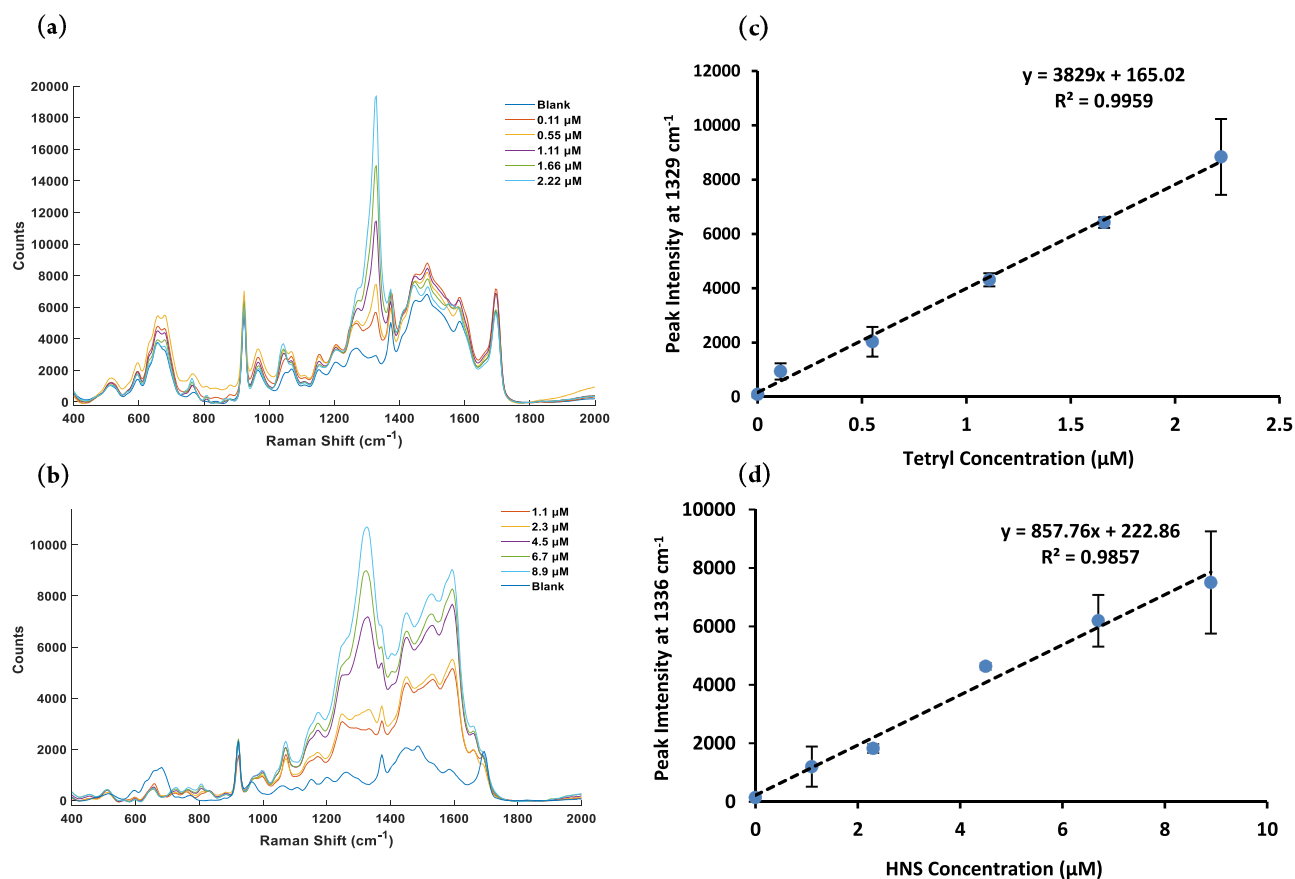 (a)
20000
18000
16000
14000
12000
10000
8000
6000
4000
2000
0
Counts
400 600 800 1000 1200 1400 1600 1800 2000
Raman Shift (cm⁻¹)
Blank
0.11 µM
0.55 µM
1.11 µM
1.66 µM
2.22 µM
(c)
12000
10000
8000
6000
4000
2000
0
Peak Intensity at 1329 cm⁻¹
y = 3829x + 165.02
R² = 0.9959
0 0.5 1 1.5 2 2.5
Tetryl Concentration (µM)
(b)
10000
8000
6000
4000
2000
0
Counts
400 600 800 1000 1200 1400 1600 1800 2000
Raman Shift (cm⁻¹)
1.1 µM
2.3 µM
4.5 µM
6.7 µM
8.9 µM
Blank
(d)
10000
8000
6000
4000
2000
0
Peak Imtensity at 1336 cm⁻¹
y = 857.76x + 222.86
R² = 0.9857
0 2 4 6 8 10
HNS Concentration (µM)